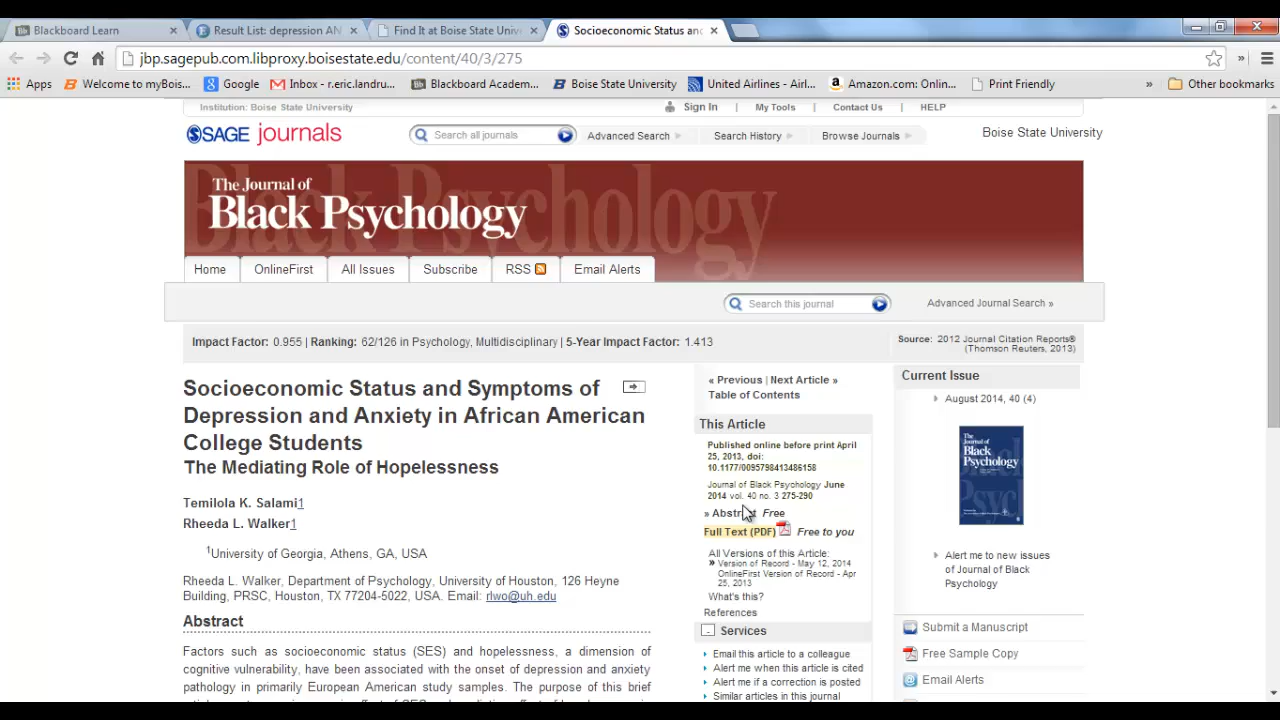 Blackboard Learn
Result List: depression AN
Find It at Boise State Univ
Socioeconomic Status and
jbp.sagepub.com.libproxy.boisestate.edu/content/40/3/275
Apps
Welcome to myBois...
Google
Inbox - r.eric.landru...
Blackboard Academ...
Boise State University
United Airlines - Airl...
Amazon.com: Onlin...
Print Friendly
»
Other bookmarks
Institution: Boise State University
Sign In | My Tools | Contact Us | HELP
SAGE journals
Search all journals
Advanced Search
Search History
Browse Journals
Boise State University
The Journal of
Black Psychology
Home
OnlineFirst
All Issues
Subscribe
RSS
Email Alerts
Search this journal
Advanced Journal Search »
Impact Factor: 0.955 | Ranking: 62/126 in Psychology, Multidisciplinary | 5-Year Impact Factor: 1.413
Source: 2012 Journal Citation Reports®
(Thomson Reuters, 2013)
Socioeconomic Status and Symptoms of
Depression and Anxiety in African American
College Students
The Mediating Role of Hopelessness
Temilola K. Salami1
Rheeda L. Walker1
1University of Georgia, Athens, GA, USA
Rheeda L. Walker, Department of Psychology, University of Houston, 126 Heyne
Building, PRSC, Houston, TX 77204-5022, USA. Email: rlwo@uh.edu
Abstract
Factors such as socioeconomic status (SES) and hopelessness, a dimension of
cognitive vulnerability, have been associated with the onset of depression and anxiety
pathology in primarily European American study samples. The purpose of this brief
« Previous | Next Article »
Table of Contents
This Article
Published online before print April
25, 2013, doi:
10.1177/0095798413486158
Journal of Black Psychology June
2014 vol. 40 no. 3 275-290
» Abstract Free
Full Text (PDF) Free to you
All Versions of this Article:
» Version of Record - May 12, 2014
OnlineFirst Version of Record - Apr
25, 2013
What's this?
References
- Services
Email this article to a colleague
Alert me when this article is cited
Alert me if a correction is posted
Similar articles in this journal
Current Issue
August 2014, 40 (4)
The Journal of
Black Psychology
Alert me to new issues
of Journal of Black
Psychology
Submit a Manuscript
Free Sample Copy
Email Alerts